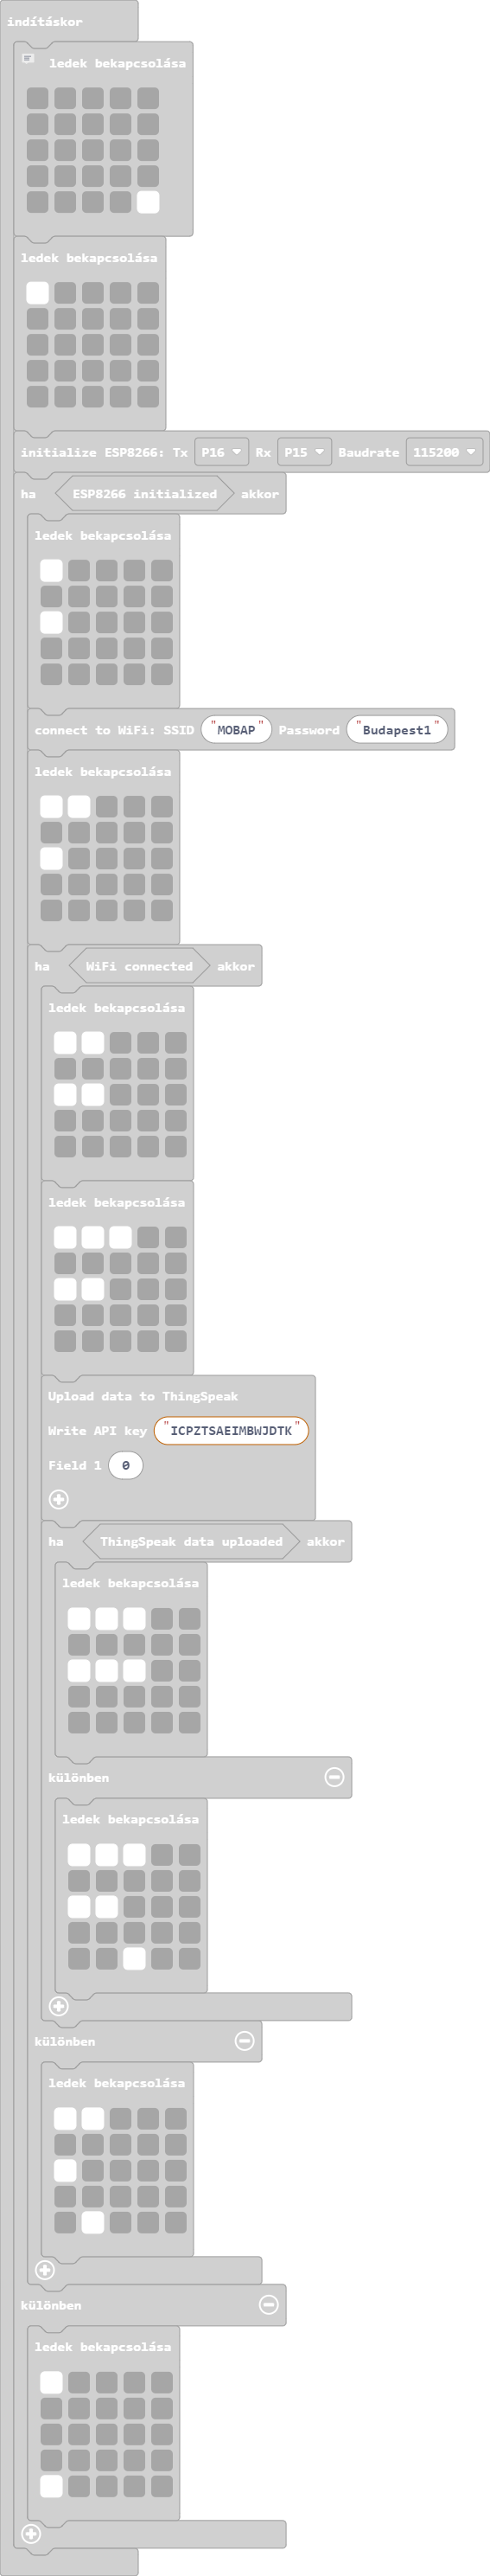 indításkor
ledek bekapcsolása
ledek bekapcsolása
initialize ESP8266: Tx P16 Rx P15 Baudrate 115200
ha ESP8266 initialized akkor
ledek bekapcsolása
connect to WiFi: SSID "MOBAP" Password "Budapest1"
ledek bekapcsolása
ha WiFi connected akkor
ledek bekapcsolása
ledek bekapcsolása
Upload data to ThingSpeak
Write API key "ICPZTSAEIMBWJDTK"
Field 1 0
ha ThingSpeak data uploaded akkor
ledek bekapcsolása
különben
ledek bekapcsolása
különben
ledek bekapcsolása
különben
ledek bekapcsolása